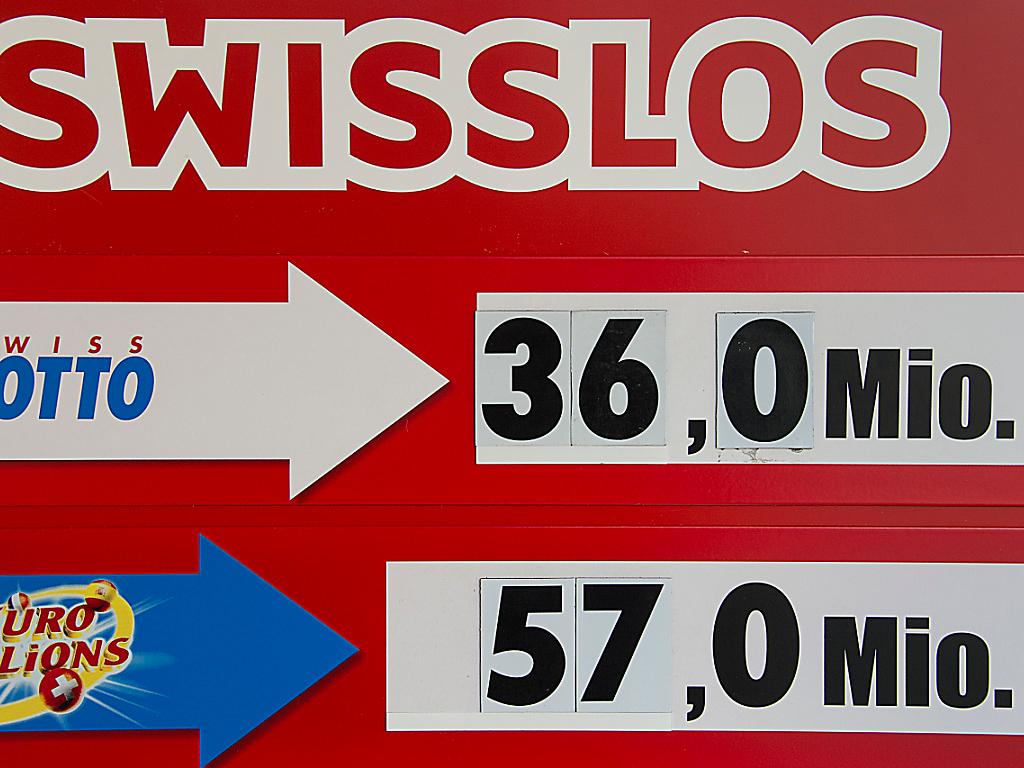 SWISSLOS
WISS
OTTO
36,0 Mio.
URO
LiONS
57,0 Mio.